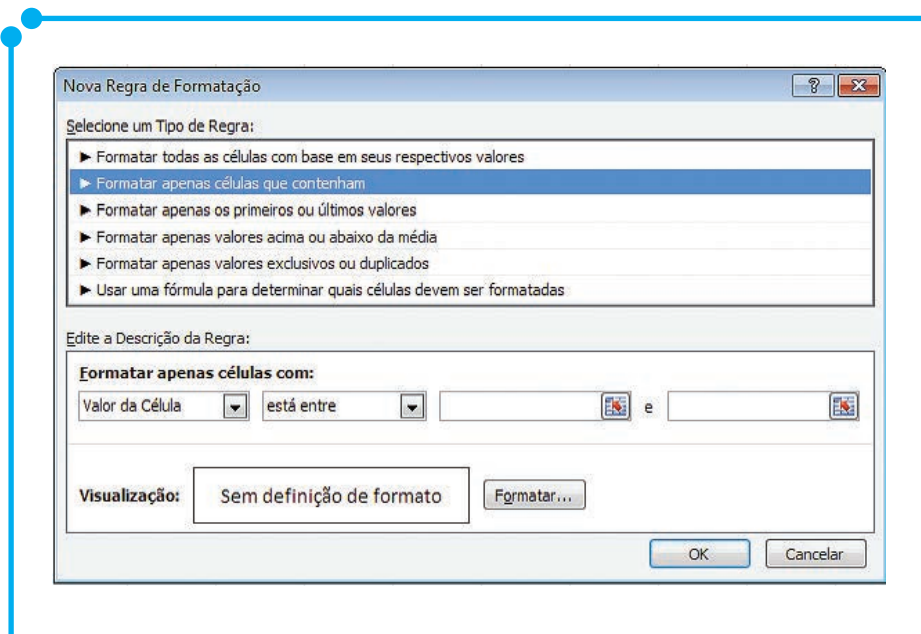 Nova Regra de Formatação
Selecione um Tipo de Regra:
► Formatar todas as células com base em seus respectivos valores
► Formatar apenas células que contenham
► Formatar apenas os primeiros ou últimos valores
► Formatar apenas valores acima ou abaixo da média
► Formatar apenas valores exclusivos ou duplicados
► Usar uma fórmula para determinar quais células devem ser formatadas
Edite a Descrição da Regra:
Formatar apenas células com:
Valor da Célula está entre e
Visualização: Sem definição de formato Formatar...
OK Cancelar